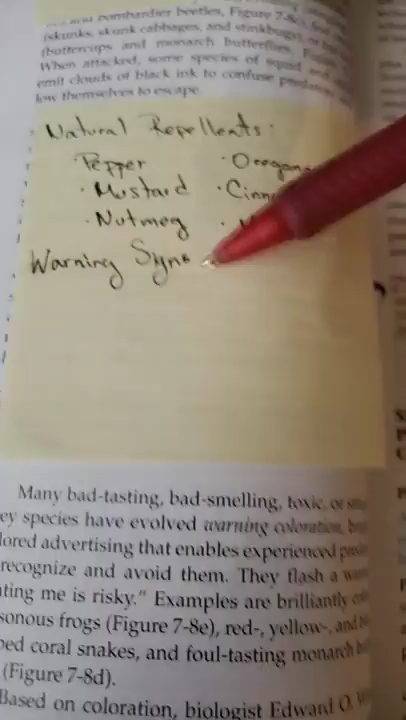 bombardier beetles, Figure 7-8c),
(skunks, skunk cabbages, and stinkbugs),
(buttercups and monarch butterflies,
When attacked, some species of squid and
emit clouds of black ink to confuse
low themselves to escape.
Natural Repellents:
Pepper
· Mustard
· Nutmeg
Warning Signs
Many bad-tasting, bad-smelling, toxic, or
ey species have evolved warning coloration,
lored advertising that enables experienced
recognize and avoid them. They flash a
ating me is risky." Examples are brilliantly
sonous frogs (Figure 7-8e), red-, yellow-, and
ped coral snakes, and foul-tasting monarch
(Figure 7-8d).
Based on coloration, biologist Edward O.